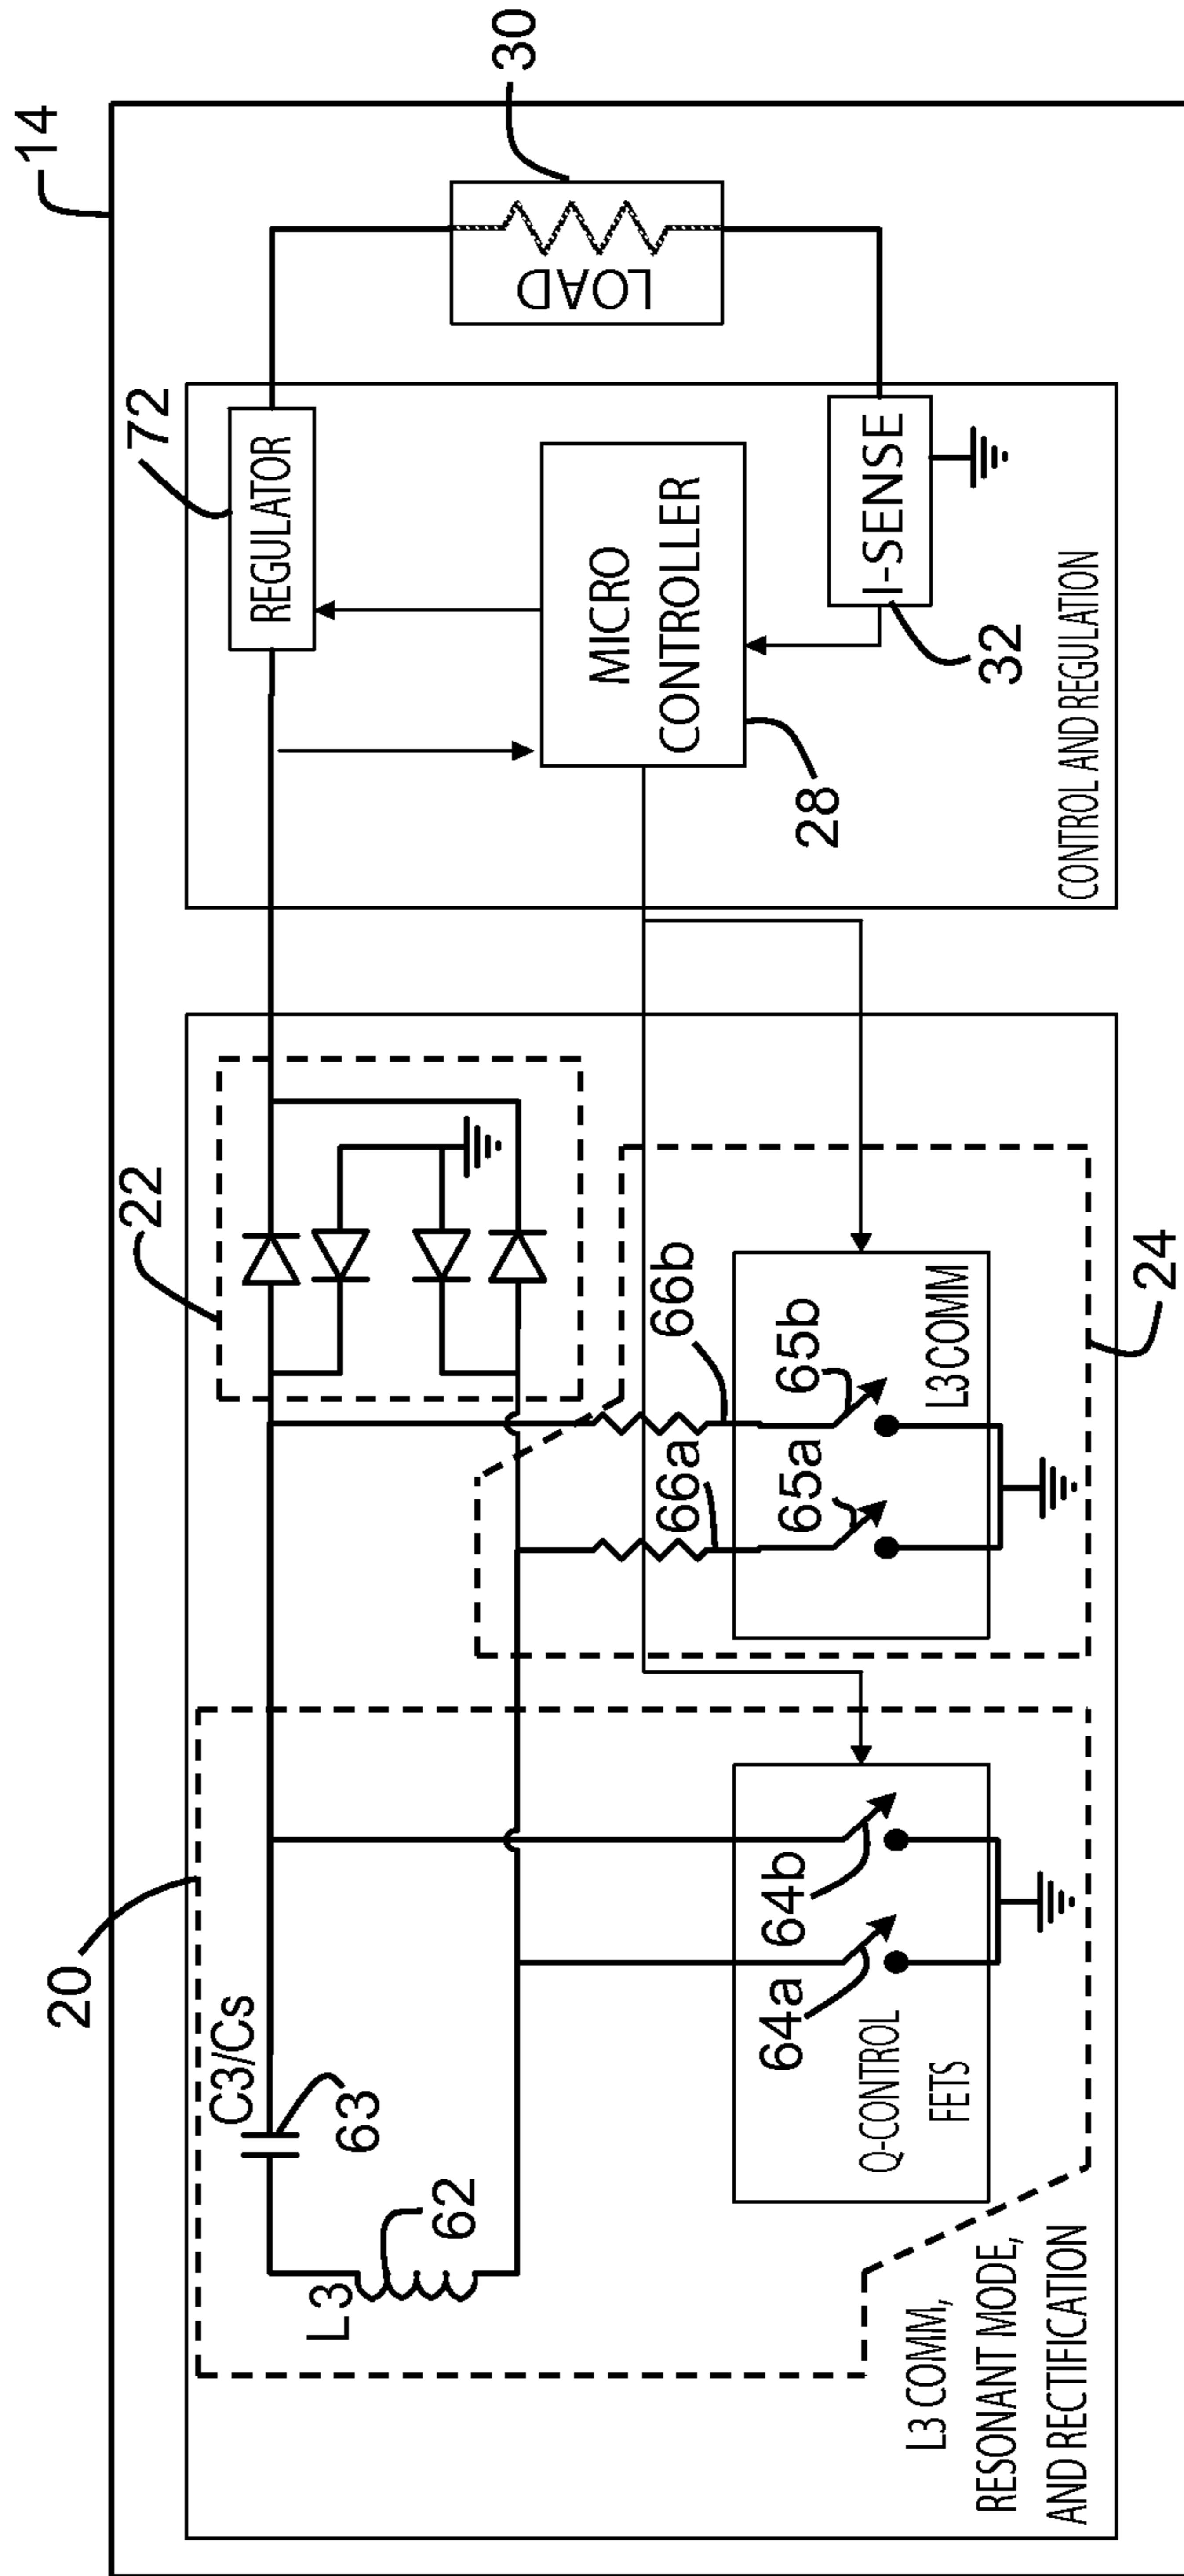 14
20
22
72
30
C3/Cs
63
L3
62
REGULATOR
LOAD
MICRO
CONTROLLER
28
I-SENSE
32
CONTROL AND REGULATION
66a
66b
64a
64b
65a
65b
Q-CONTROL
FETS
L3 COMM
24
L3 COMM,
RESONANT MODE,
AND RECTIFICATION